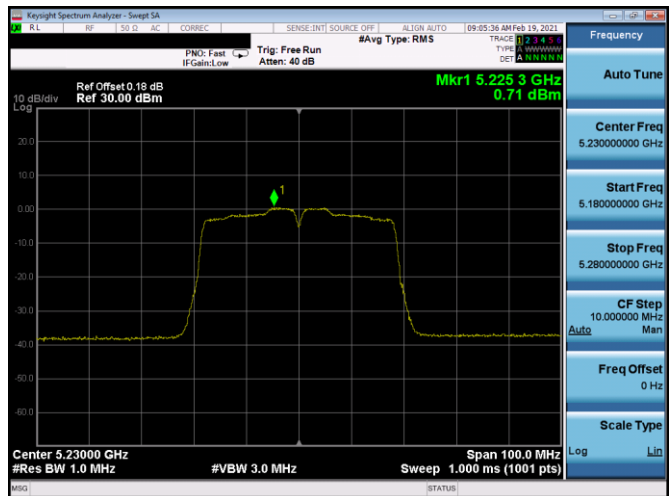 Keysight Spectrum Analyzer - Swept SA
RL RF 50 Ω AC CORREC SENSE:INT SOURCE OFF ALIGN AUTO 09:05:36 AM Feb 19, 2021
#Avg Type: RMS
TRACE 1 2 3 4 5 6
PNO: Fast Trig: Free Run
TYPE A WWWWW
IFGain:Low Atten: 40 dB
DET A N N N N N
Mkr1 5.225 3 GHz
0.71 dBm
Ref Offset 0.18 dB
10 dB/div Ref 30.00 dBm
Log
20.0
1
0.00
-10.0
-20.0
-30.0
-40.0
-50.0
-60.0
Center 5.23000 GHz Span 100.0 MHz
#Res BW 1.0 MHz #VBW 3.0 MHz Sweep 1.000 ms (1001 pts)
MSG STATUS
Frequency
Auto Tune
Center Freq
5.230000000 GHz
Start Freq
5.180000000 GHz
Stop Freq
5.280000000 GHz
CF Step
10.000000 MHz
Auto Man
Freq Offset
0 Hz
Scale Type
Log Lin